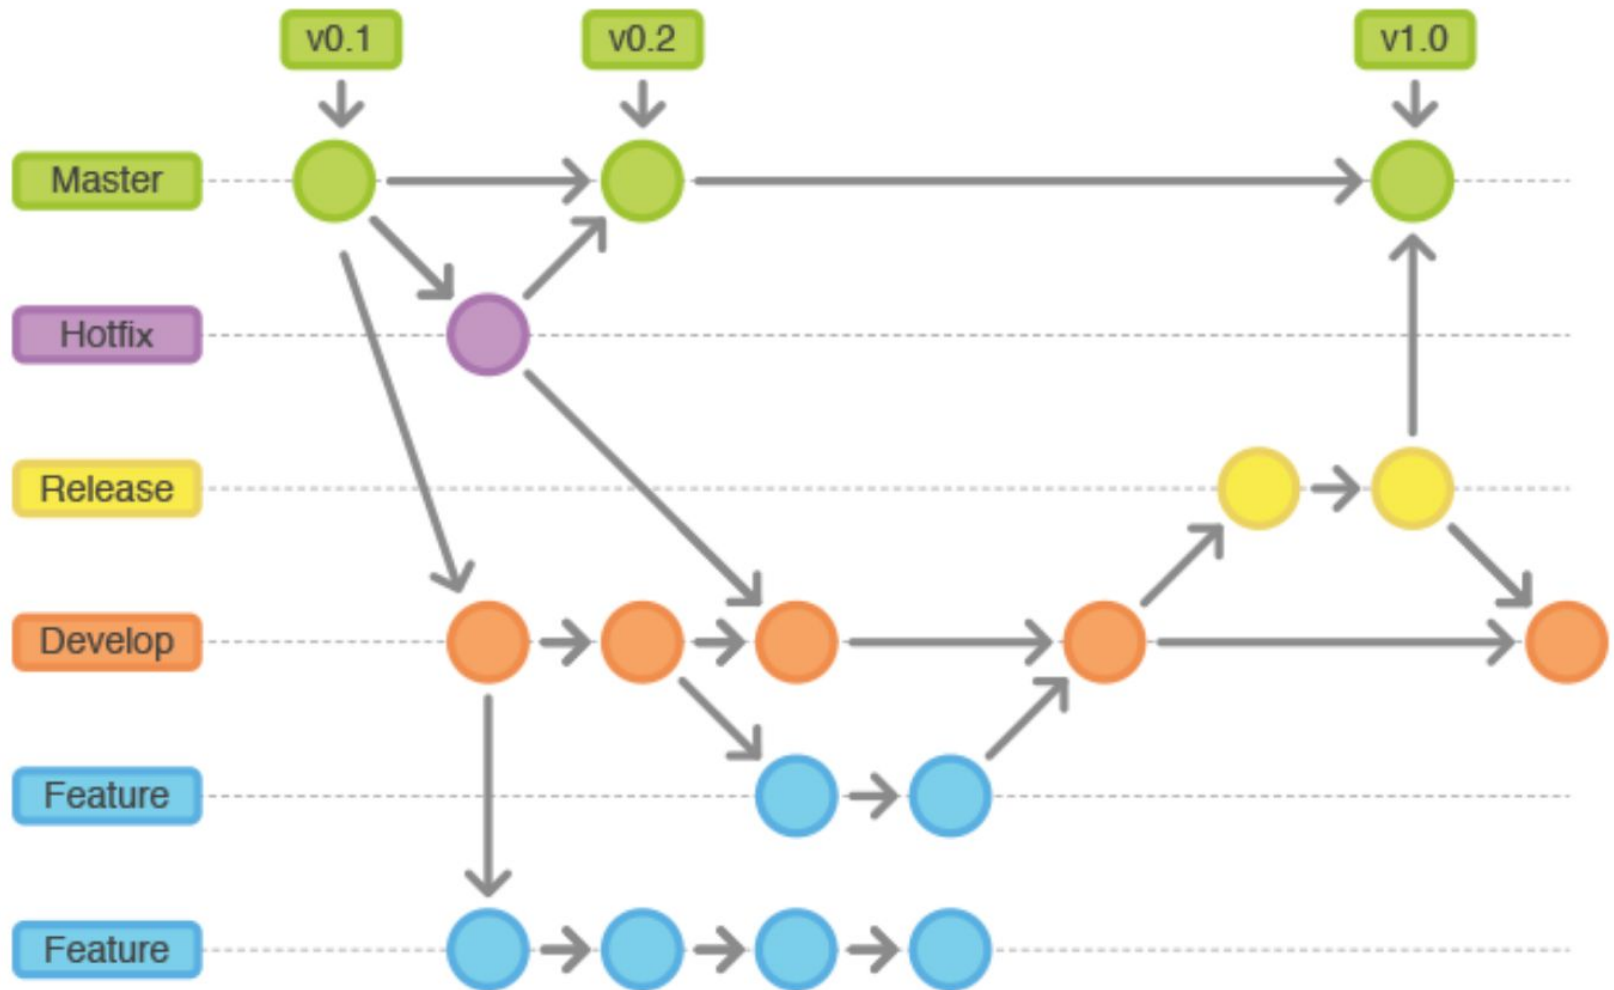 v0.1
v0.2
v1.0
Master
Hotfix
Release
Develop
Feature
Feature